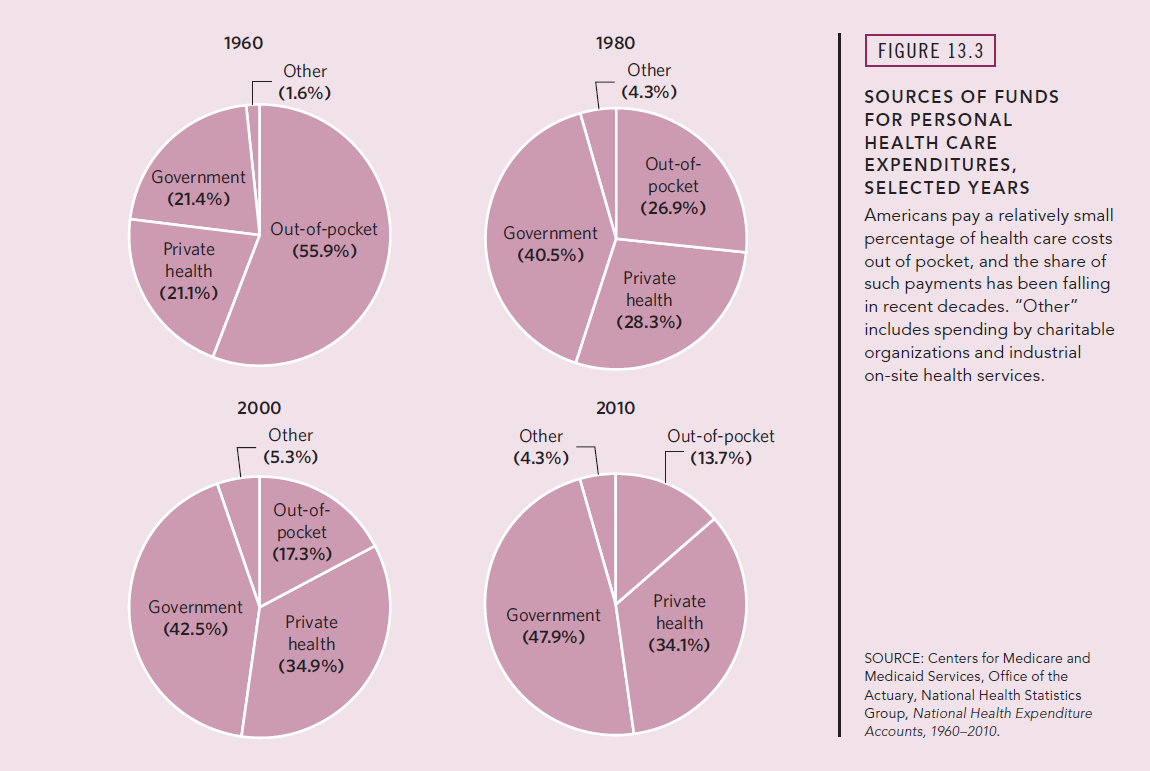 1960
Other
(1.6%)
Government
(21.4%)
Out-of-pocket
(55.9%)
Private
health
(21.1%)
1980
Other
(4.3%)
Out-of-
pocket
(26.9%)
Government
(40.5%)
Private
health
(28.3%)
2000
Other
(5.3%)
Out-of-
pocket
(17.3%)
Government
(42.5%)
Private
health
(34.9%)
2010
Other
(4.3%)
Out-of-pocket
(13.7%)
Government
(47.9%)
Private
health
(34.1%)
FIGURE 13.3
SOURCES OF FUNDS
FOR PERSONAL
HEALTH CARE
EXPENDITURES,
SELECTED YEARS
Americans pay a relatively small
percentage of health care costs
out of pocket, and the share of
such payments has been falling
in recent decades. “Other”
includes spending by charitable
organizations and industrial
on-site health services.
SOURCE: Centers for Medicare and
Medicaid Services, Office of the
Actuary, National Health Statistics
Group, National Health Expenditure
Accounts, 1960–2010.